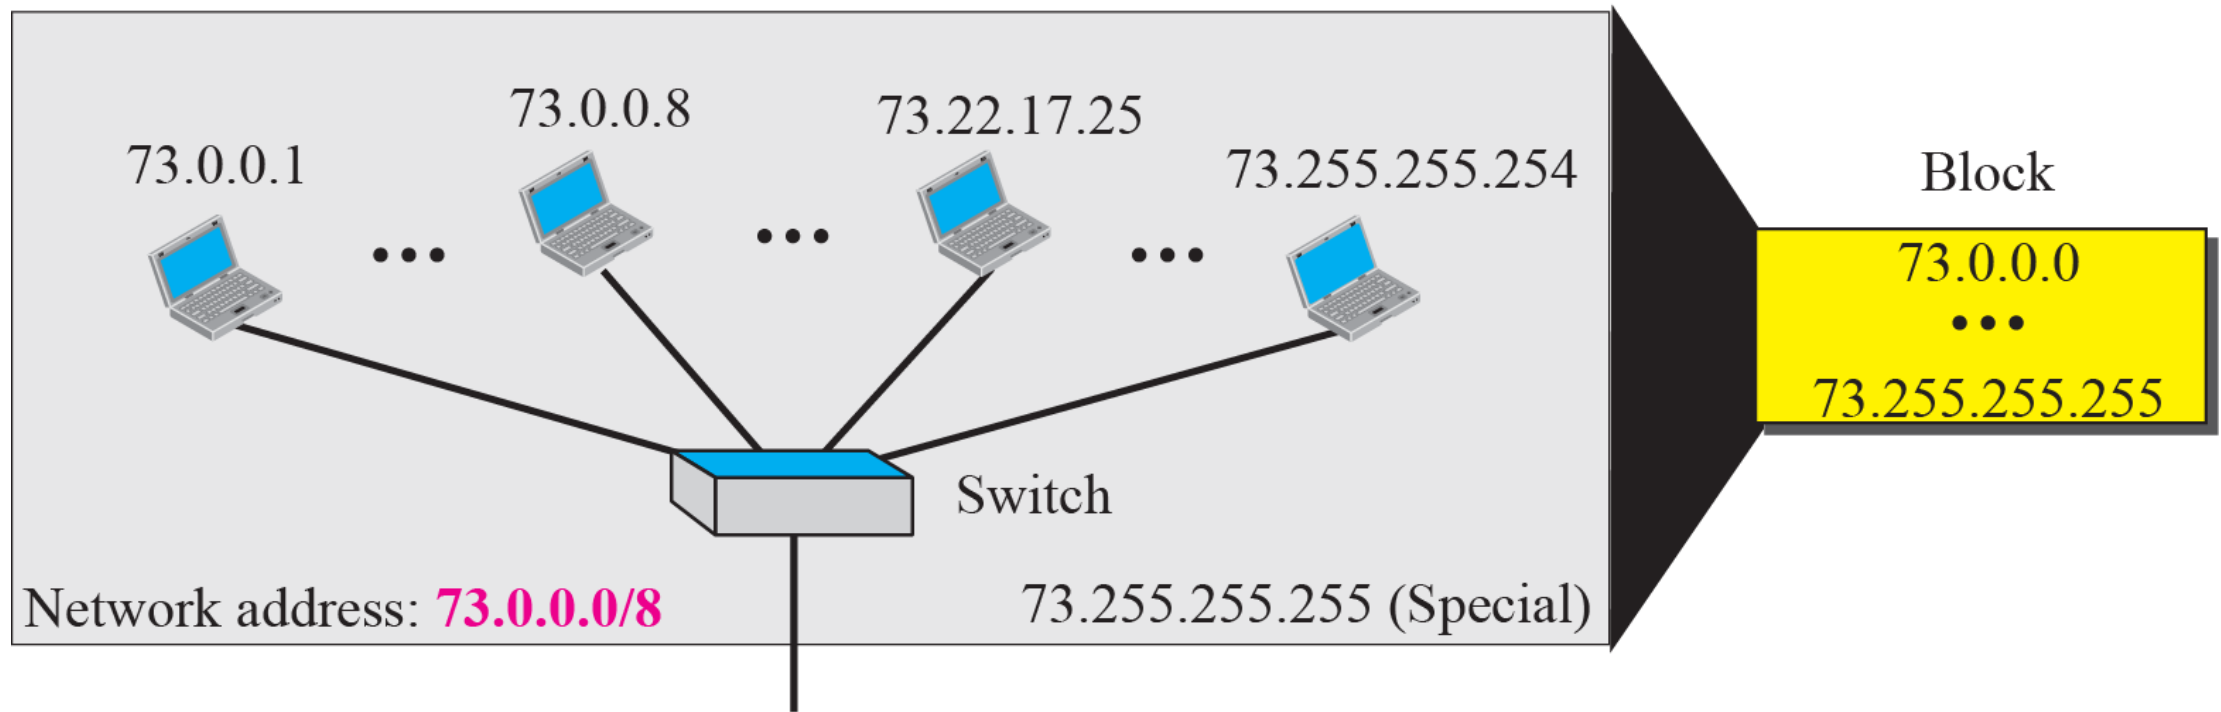 73.0.0.1
73.0.0.8
73.22.17.25
73.255.255.254
Switch
Network address: 73.0.0.0/8
73.255.255.255 (Special)
Block
73.0.0.0
...
73.255.255.255